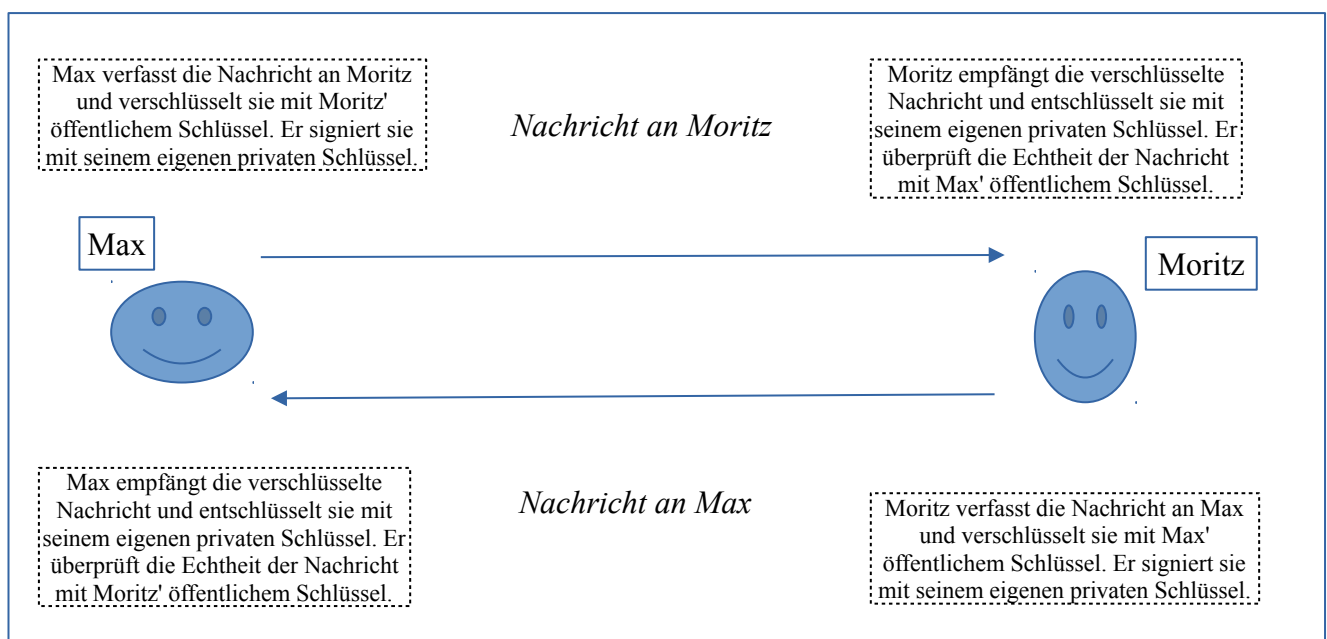 Max verfasst die Nachricht an Moritz
und verschlüsselt sie mit Moritz'
öffentlichem Schlüssel. Er signiert sie
mit seinem eigenen privaten Schlüssel.
Nachricht an Moritz
Moritz empfängt die verschlüsselte
Nachricht und entschlüsselt sie mit
seinem eigenen privaten Schlüssel. Er
überprüft die Echtheit der Nachricht
mit Max' öffentlichem Schlüssel.
Max
Moritz
Max empfängt die verschlüsselte
Nachricht und entschlüsselt sie mit
seinem eigenen privaten Schlüssel. Er
überprüft die Echtheit der Nachricht
mit Moritz' öffentlichem Schlüssel.
Nachricht an Max
Moritz verfasst die Nachricht an Max
und verschlüsselt sie mit Max'
öffentlichem Schlüssel. Er signiert sie
mit seinem eigenen privaten Schlüssel.